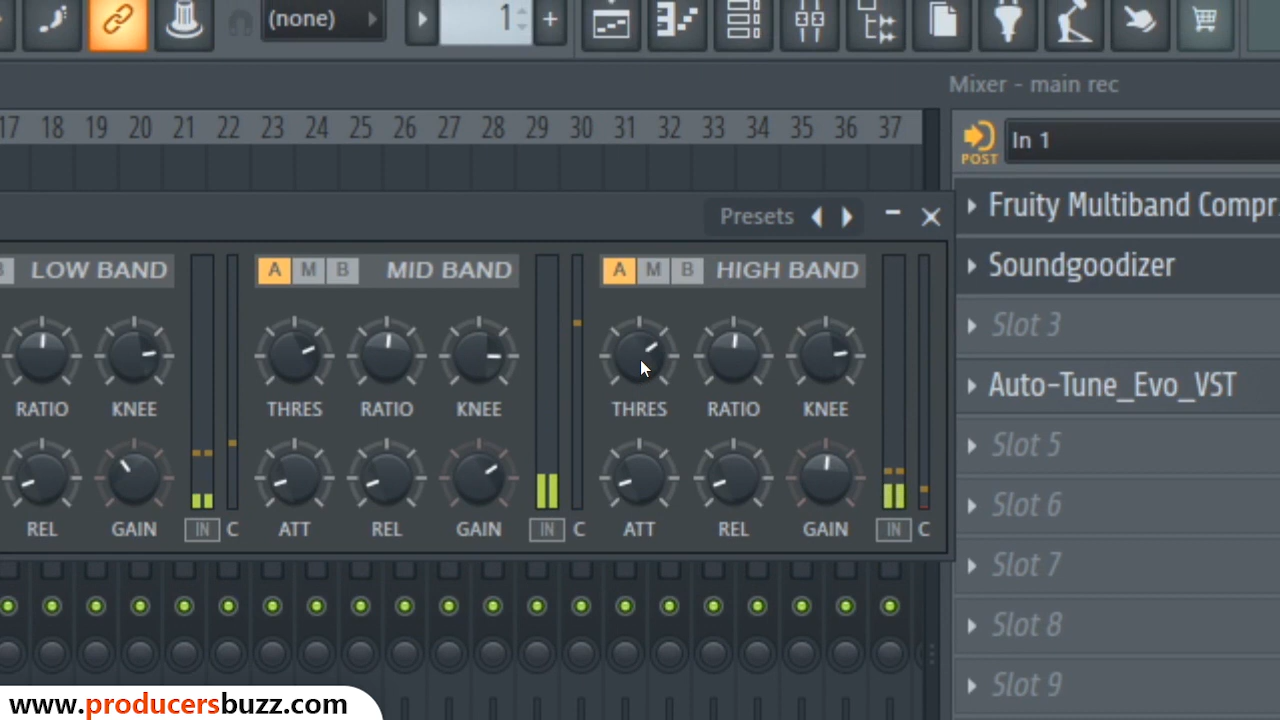 (none)
1
+
Mixer - main rec
17 18 19 20 21 22 23 24 25 26 27 28 29 30 31 32 33 34 35 36 37
POST
In 1
Presets
Fruity Multiband Compr
B LOW BAND
A M B MID BAND
A M B HIGH BAND
Soundgoodizer
Slot 3
Auto-Tune_Evo_VST
RATIO KNEE
THRES RATIO KNEE
THRES RATIO KNEE
Slot 5
Slot 6
REL GAIN IN C
ATT REL GAIN IN C
ATT REL GAIN IN C
Slot 7
Slot 8
Slot 9
www.producersbuzz.com